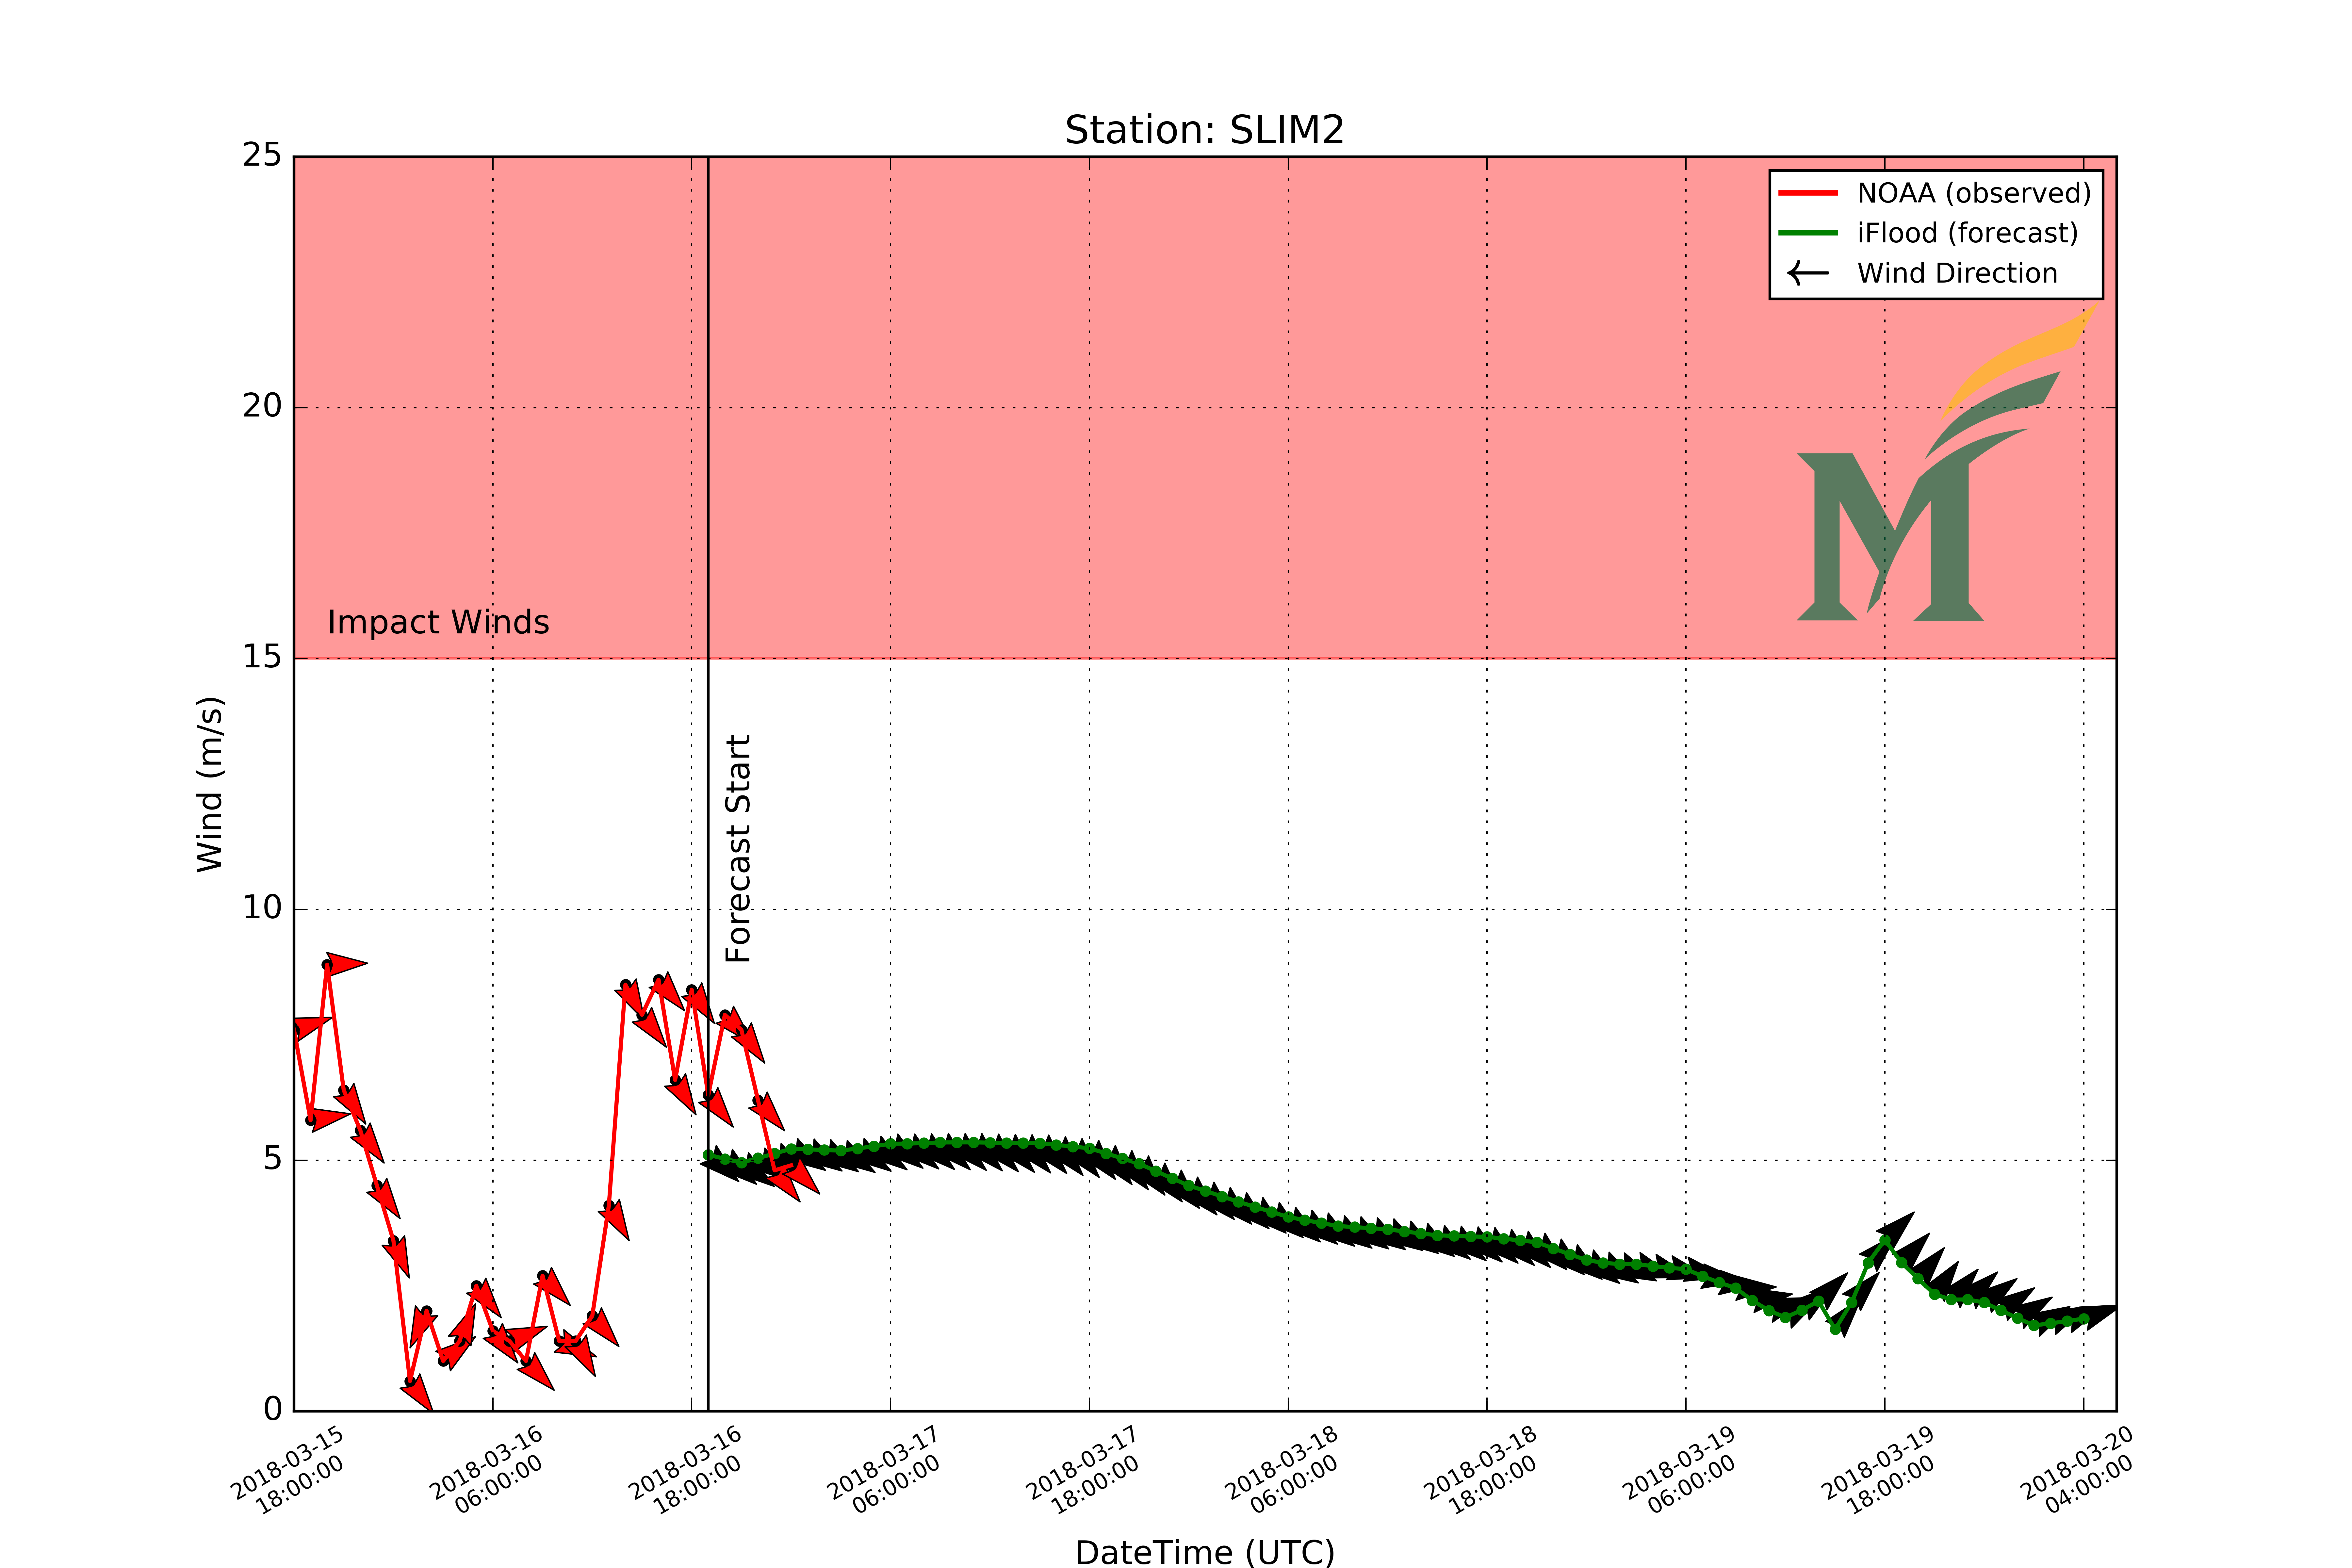 Station: SLIM2
25
20
15
10
5
0
Wind (m/s)
NOAA (observed)
iFlood (forecast)
Wind Direction
Impact Winds
Forecast Start
2018-03-15
18:00:00
2018-03-16
06:00:00
2018-03-16
18:00:00
2018-03-17
06:00:00
2018-03-17
18:00:00
2018-03-18
06:00:00
2018-03-18
18:00:00
2018-03-19
06:00:00
2018-03-19
18:00:00
2018-03-20
04:00:00
DateTime (UTC)
M